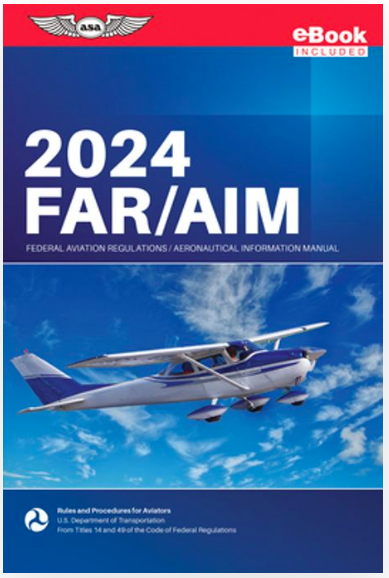 asa
eBook
INCLUDED
2024
FAR/AIM
FEDERAL AVIATION REGULATIONS / AERONAUTICAL INFORMATION MANUAL
Rules and Procedures for Aviators
U.S. Department of Transportation
From Titles 14 and 49 of the Code of Federal Regulations